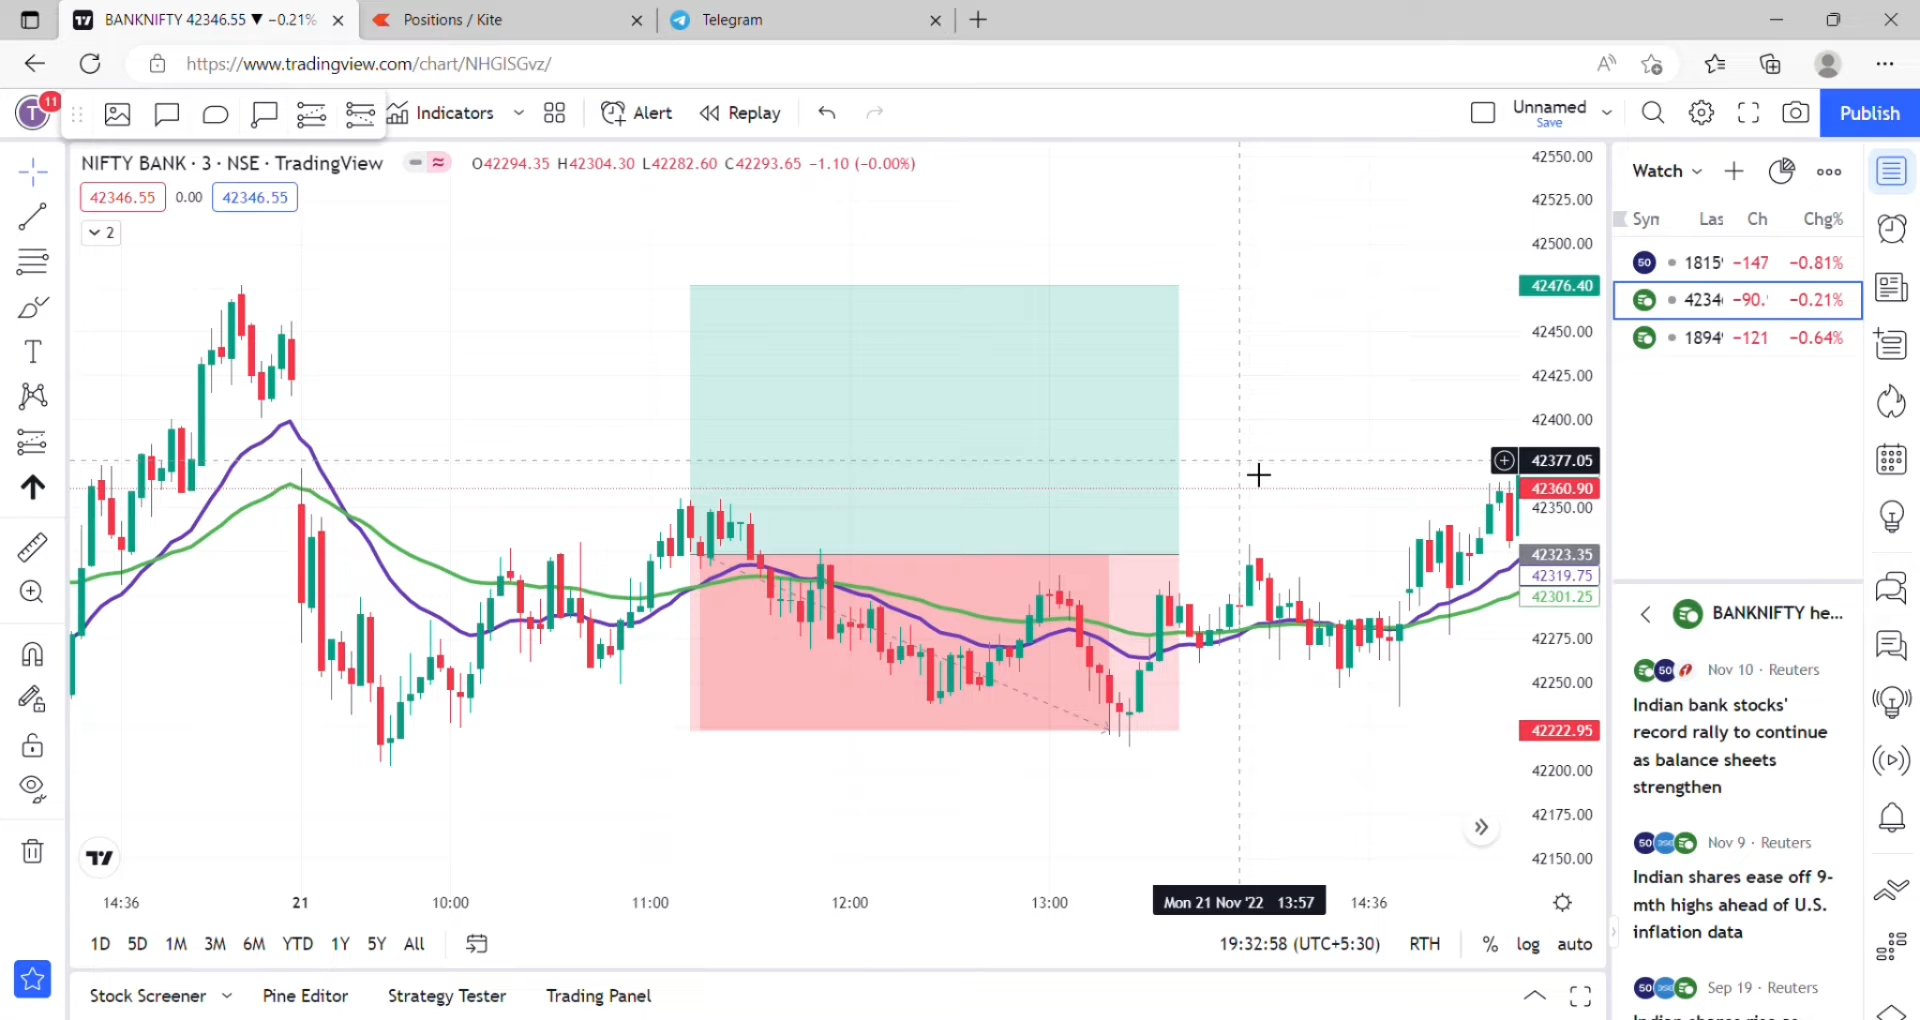 BANKNIFTY 42346.55 ▼ −0.21%
Positions / Kite
Telegram
https://www.tradingview.com/chart/NHGISGvz/
T 11
Indicators
Alert
Replay
Unnamed
Save
Publish
NIFTY BANK · 3 · NSE · TradingView
O42294.35 H42304.30 L42282.60 C42293.65 −1.10 (−0.00%)
42346.55 0.00 42346.55
2
42550.00
42525.00
42500.00
42476.40
42450.00
42425.00
42400.00
42377.05
42360.90
42350.00
42323.35
42319.75
42301.25
42275.00
42250.00
42222.95
42200.00
42175.00
42150.00
14:36 21 10:00 11:00 12:00 13:00 Mon 21 Nov '22 13:57 14:36
1D 5D 1M 3M 6M YTD 1Y 5Y All
19:32:58 (UTC+5:30) RTH % log auto
Stock Screener Pine Editor Strategy Tester Trading Panel
Watch
Syn Las Ch Chg%
50 1815 −147 −0.81%
4234 −90. −0.21%
1894 −121 −0.64%
BANKNIFTY he...
50 Nov 10 · Reuters
Indian bank stocks'
record rally to continue
as balance sheets
strengthen
50 Nov 9 · Reuters
Indian shares ease off 9-
mth highs ahead of U.S.
inflation data
50 Sep 19 · Reuters